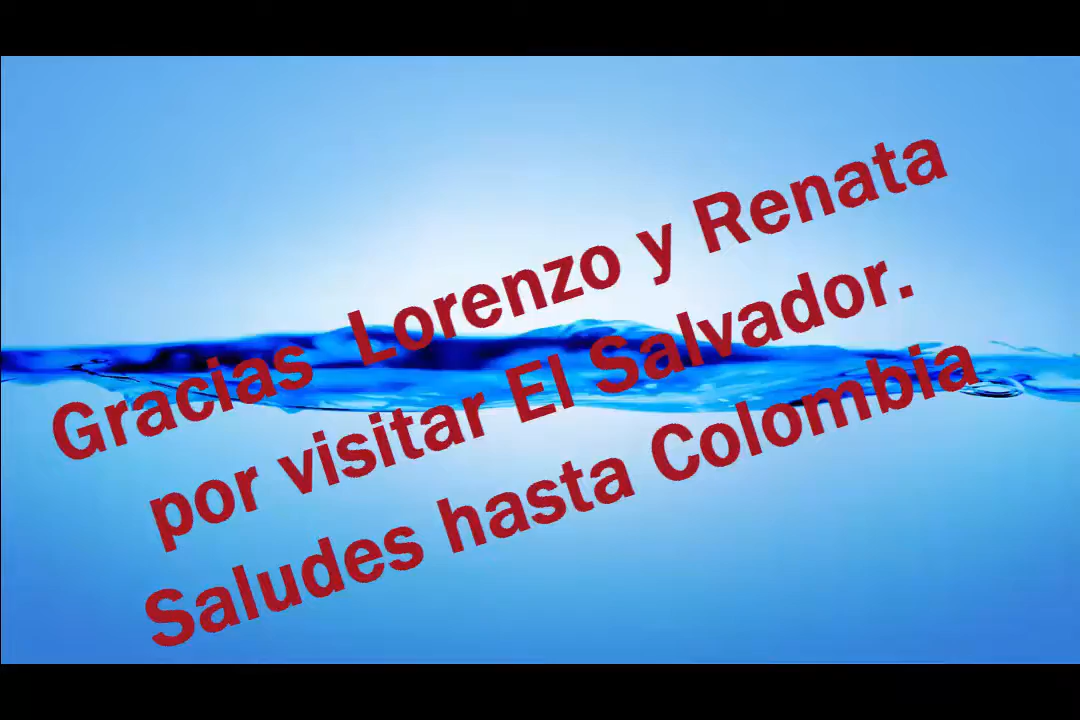 Gracias Lorenzo y Renata
por visitar El Salvador.
Saludes hasta Colombia